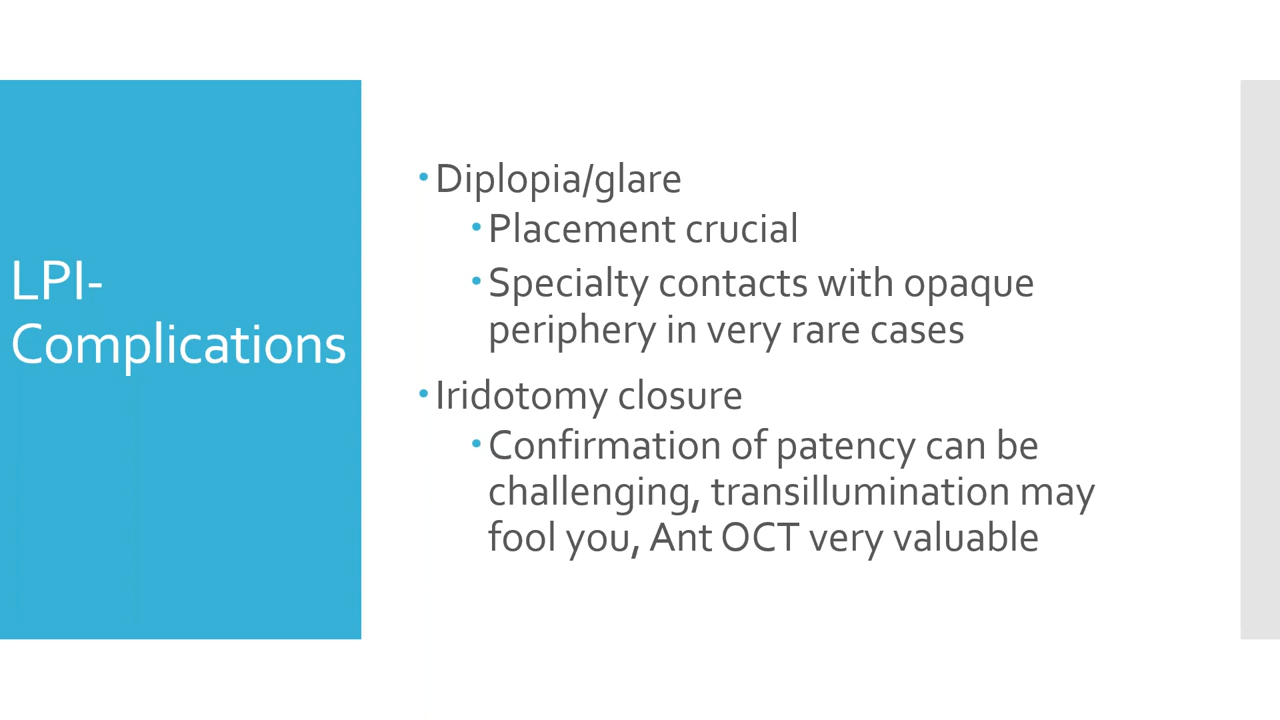 LPI-
Complications
• Diplopia/glare
• Placement crucial
• Specialty contacts with opaque
periphery in very rare cases
• Iridotomy closure
• Confirmation of patency can be
challenging, transillumination may
fool you, Ant OCT very valuable